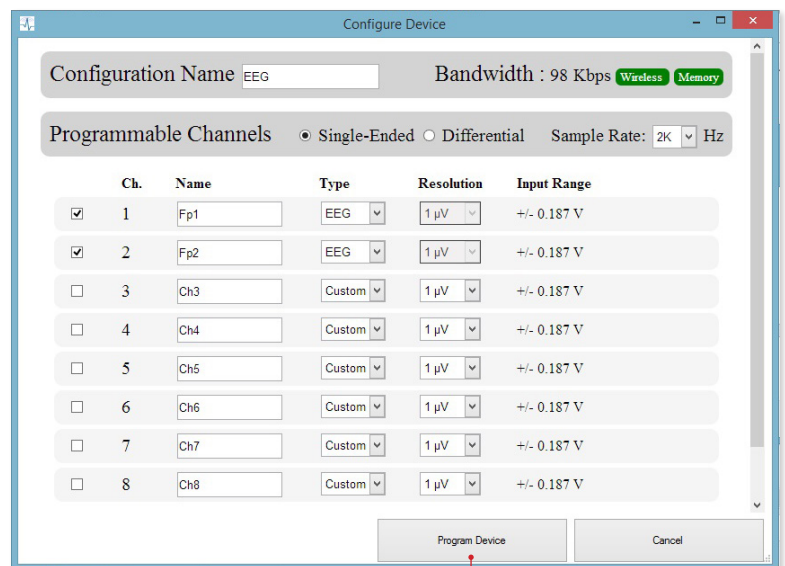 Configure Device
Configuration Name EEG Bandwidth : 98 Kbps Wireless Memory
Programmable Channels Single-Ended Differential Sample Rate: 2K Hz
Ch. Name Type Resolution Input Range
1 Fp1 EEG 1 µV +/- 0.187 V
2 Fp2 EEG 1 µV +/- 0.187 V
3 Ch3 Custom 1 µV +/- 0.187 V
4 Ch4 Custom 1 µV +/- 0.187 V
5 Ch5 Custom 1 µV +/- 0.187 V
6 Ch6 Custom 1 µV +/- 0.187 V
7 Ch7 Custom 1 µV +/- 0.187 V
8 Ch8 Custom 1 µV +/- 0.187 V
Program Device Cancel